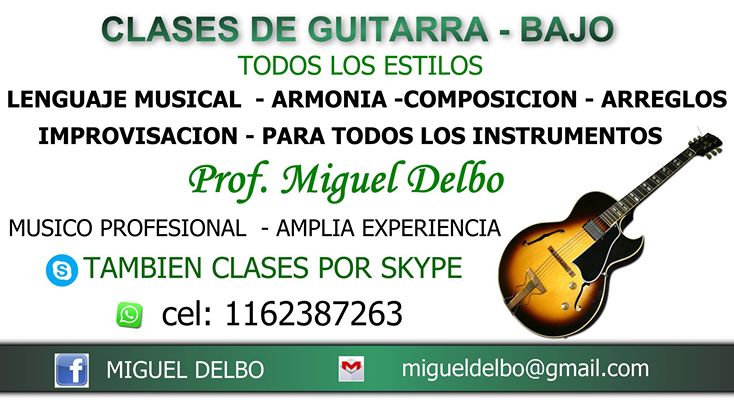 CLASES DE GUITARRA - BAJO
TODOS LOS ESTILOS
LENGUAJE MUSICAL - ARMONIA -COMPOSICION - ARREGLOS
IMPROVISACION - PARA TODOS LOS INSTRUMENTOS
Prof. Miguel Delbo
MUSICO PROFESIONAL - AMPLIA EXPERIENCIA
TAMBIEN CLASES POR SKYPE
cel: 1162387263
MIGUEL DELBO migueldelbo@gmail.com